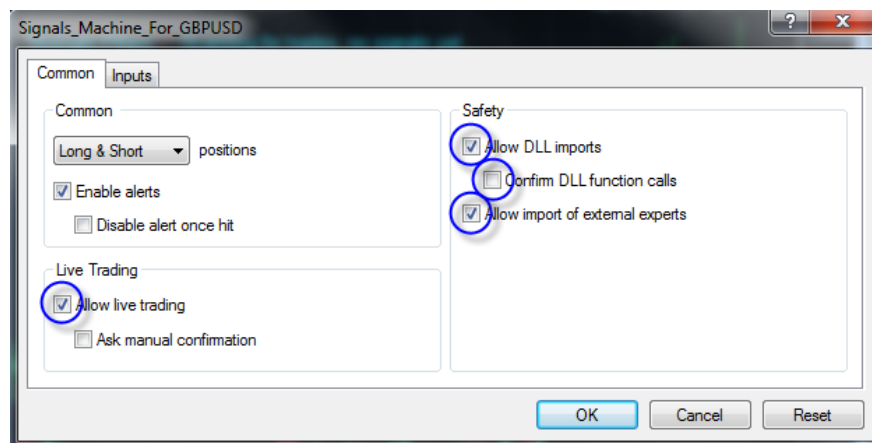 Signals_Machine_For_GBPUSD
?
X
Common
Inputs
Common
Long & Short
positions
Enable alerts
Disable alert once hit
Live Trading
Allow live trading
Ask manual confirmation
Safety
Allow DLL imports
Confirm DLL function calls
Allow import of external experts
OK
Cancel
Reset